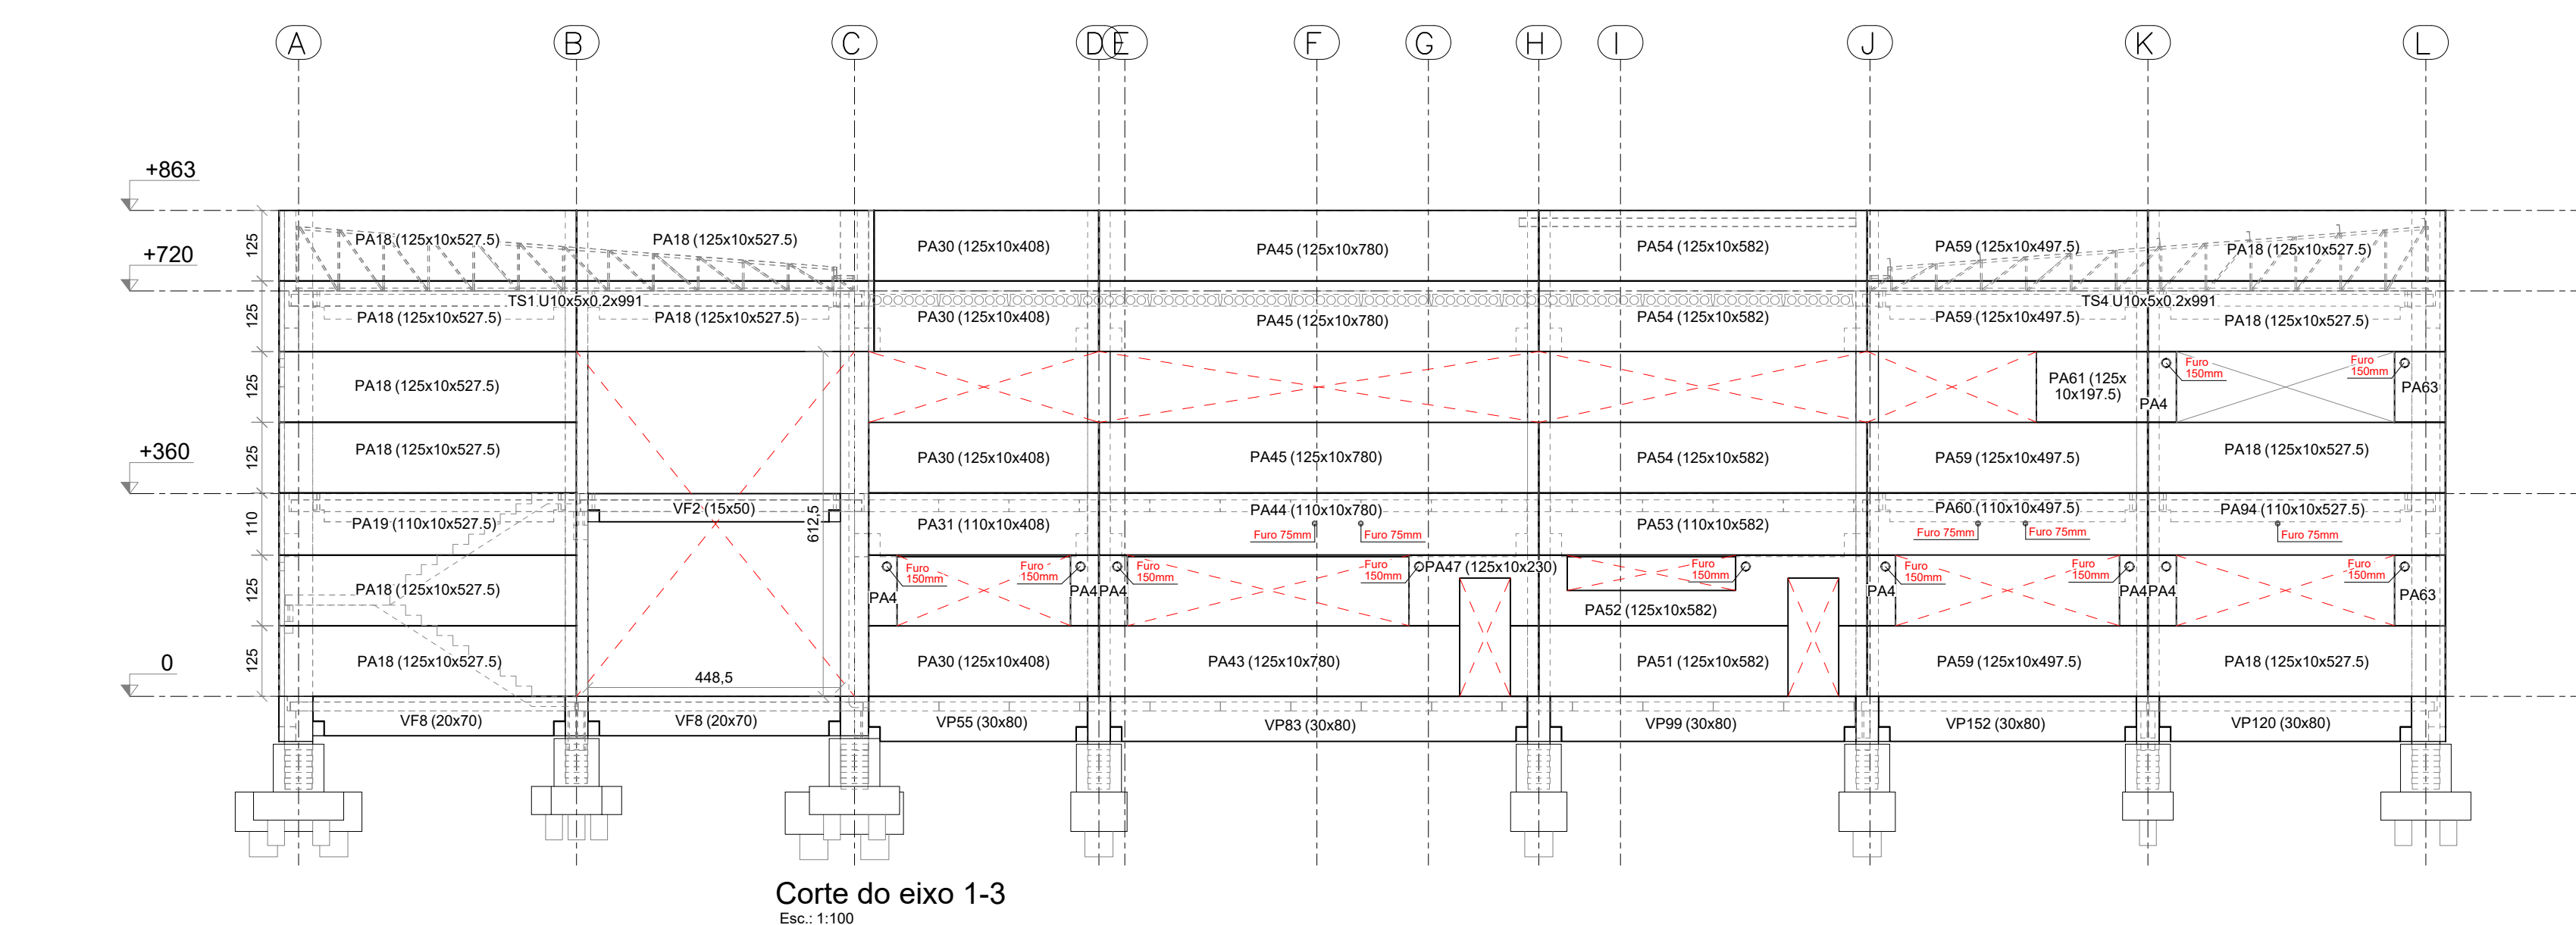 A B C D E F G H I J K L
+863
125 PA18 (125x10x527.5) PA18 (125x10x527.5) PA30 (125x10x408) PA45 (125x10x780) PA54 (125x10x582) PA59 (125x10x497.5) PA18 (125x10x527.5)
+720
TS1 U10x5x0.2x991 TS4 U10x5x0.2x991
125 PA18 (125x10x527.5) PA18 (125x10x527.5) PA30 (125x10x408) PA45 (125x10x780) PA54 (125x10x582) PA59 (125x10x497.5) PA18 (125x10x527.5)
Furo Furo
150mm 150mm
125 PA18 (125x10x527.5) PA61 (125x PA63
10x197.5)
PA4
+360
125 PA18 (125x10x527.5) PA30 (125x10x408) PA45 (125x10x780) PA54 (125x10x582) PA59 (125x10x497.5) PA18 (125x10x527.5)
VF2 (15x50) PA44 (110x10x780) PA60 (110x10x497.5) PA94 (110x10x527.5)
110 PA19 (110x10x527.5) 612,5 PA31 (110x10x408) PA53 (110x10x582)
Furo 75mm Furo 75mm Furo 75mm Furo 75mm Furo 75mm
Furo Furo Furo Furo PA47 (125x10x230) Furo Furo Furo Furo
150mm 150mm 150mm 150mm 150mm 150mm 150mm 150mm
125 PA18 (125x10x527.5) PA4 PA4 PA4 PA4 PA4 PA4 PA63
PA52 (125x10x582)
0
125 PA18 (125x10x527.5) PA30 (125x10x408) PA43 (125x10x780) PA51 (125x10x582) PA59 (125x10x497.5) PA18 (125x10x527.5)
448,5
VF8 (20x70) VF8 (20x70) VP55 (30x80) VP83 (30x80) VP99 (30x80) VP152 (30x80) VP120 (30x80)
Corte do eixo 1-3
Esc.: 1:100